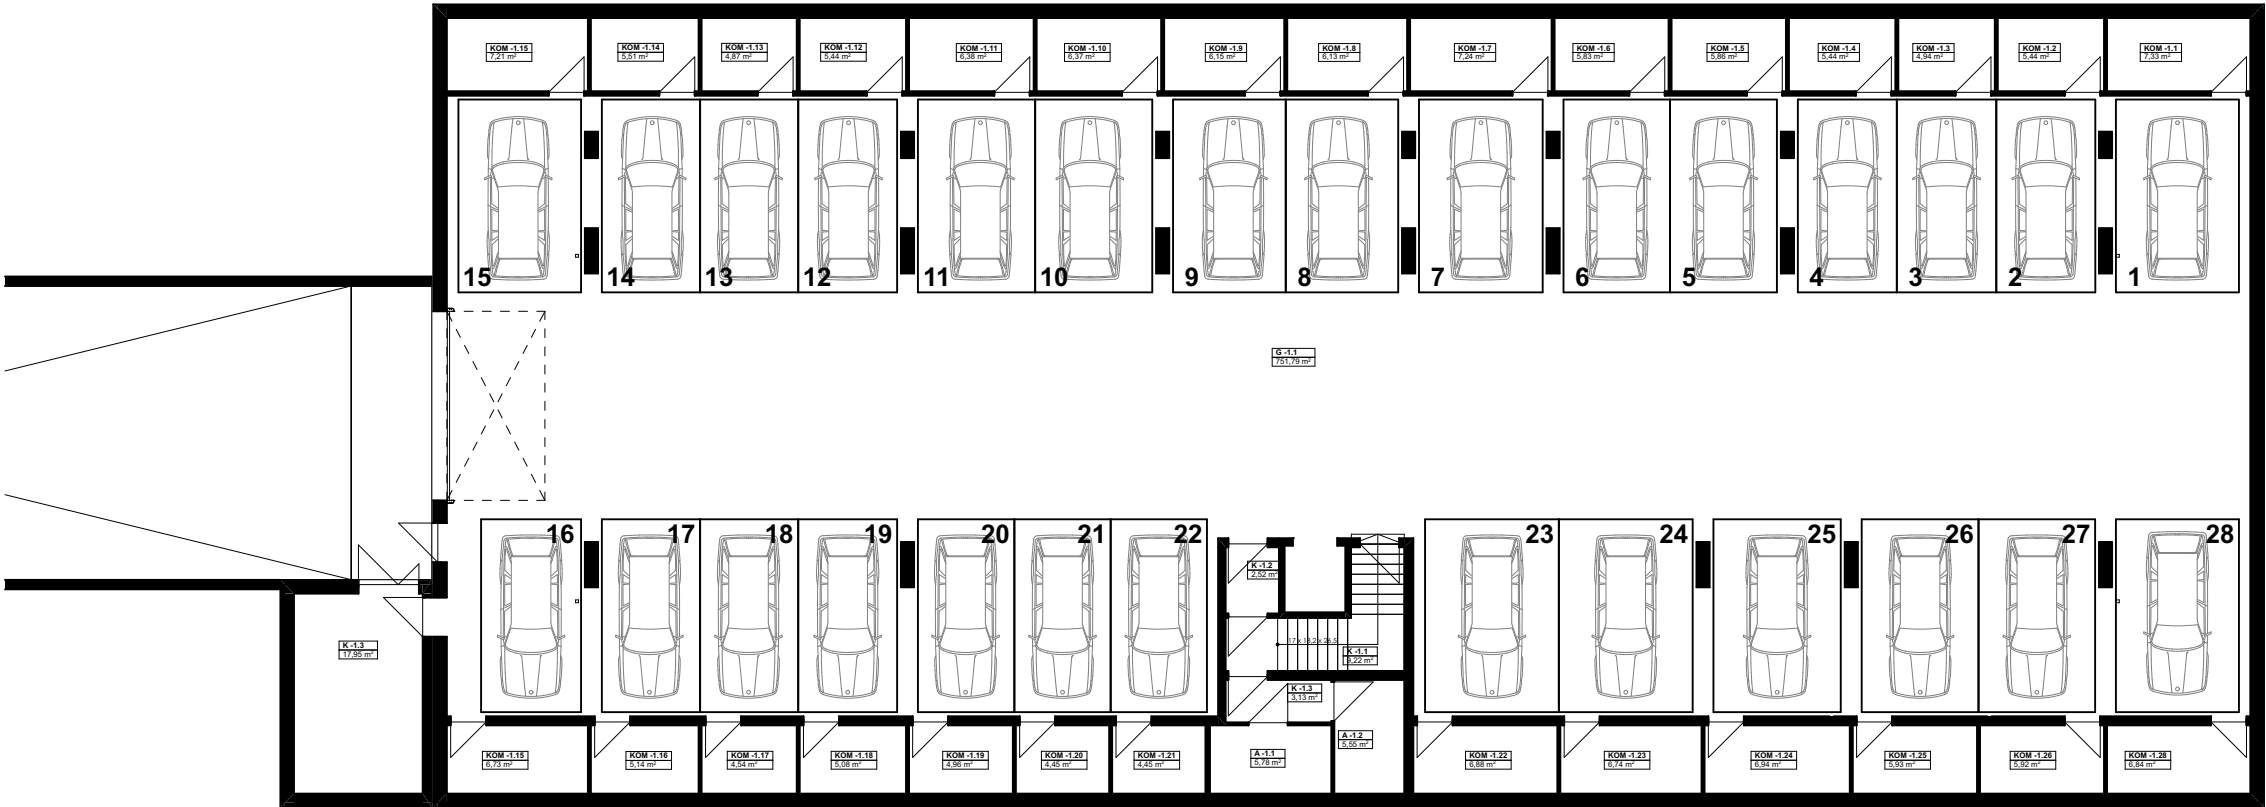 KOM -1.15
7,21 m²
KOM -1.14
5,51 m²
KOM -1.13
4,87 m²
KOM -1.12
5,44 m²
KOM -1.11
6,38 m²
KOM -1.10
6,37 m²
KOM -1.9
6,15 m²
KOM -1.8
6,13 m²
KOM -1.7
7,24 m²
KOM -1.6
5,83 m²
KOM -1.5
5,86 m²
KOM -1.4
5,44 m²
KOM -1.3
4,94 m²
KOM -1.2
5,44 m²
KOM -1.1
7,33 m²
15
14
13
12
11
10
9
8
7
6
5
4
3
2
1
G -1.1
751,79 m²
16
17
18
19
20
21
22
23
24
25
26
27
28
K -1.2
2,52 m²
17 x 18,2 x 26,5
K -1.1
9,22 m²
K -1.3
17,95 m²
K -1.3
3,13 m²
A -1.2
5,55 m²
KOM -1.15
6,73 m²
KOM -1.16
5,14 m²
KOM -1.17
4,54 m²
KOM -1.18
5,08 m²
KOM -1.19
4,96 m²
KOM -1.20
4,45 m²
KOM -1.21
4,45 m²
A -1.1
5,78 m²
KOM -1.22
6,88 m²
KOM -1.23
6,74 m²
KOM -1.24
6,94 m²
KOM -1.25
5,93 m²
KOM -1.26
5,92 m²
KOM -1.28
6,84 m²